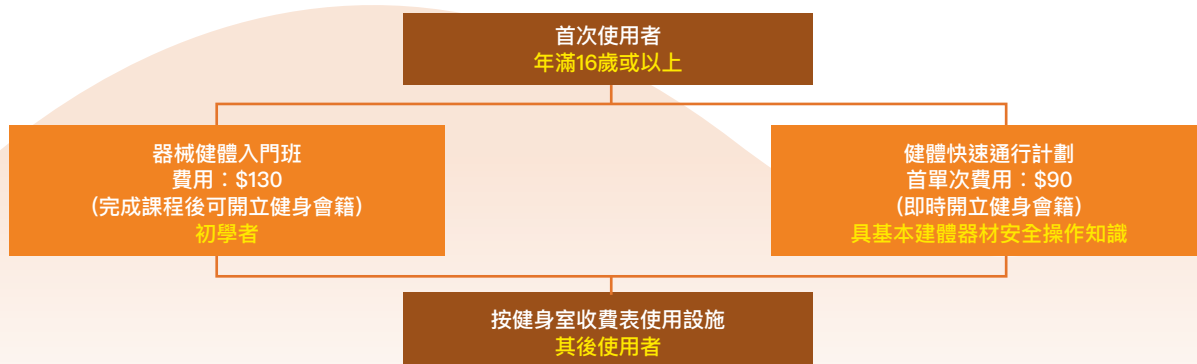 首次使用者
年滿16歲或以上
器械健體入門班
費用：$130
(完成課程後可開立健身會籍)
初學者
健體快速通行計劃
首單次費用：$90
(即時開立健身會籍)
具基本建體器材安全操作知識
按健身室收費表使用設施
其後使用者